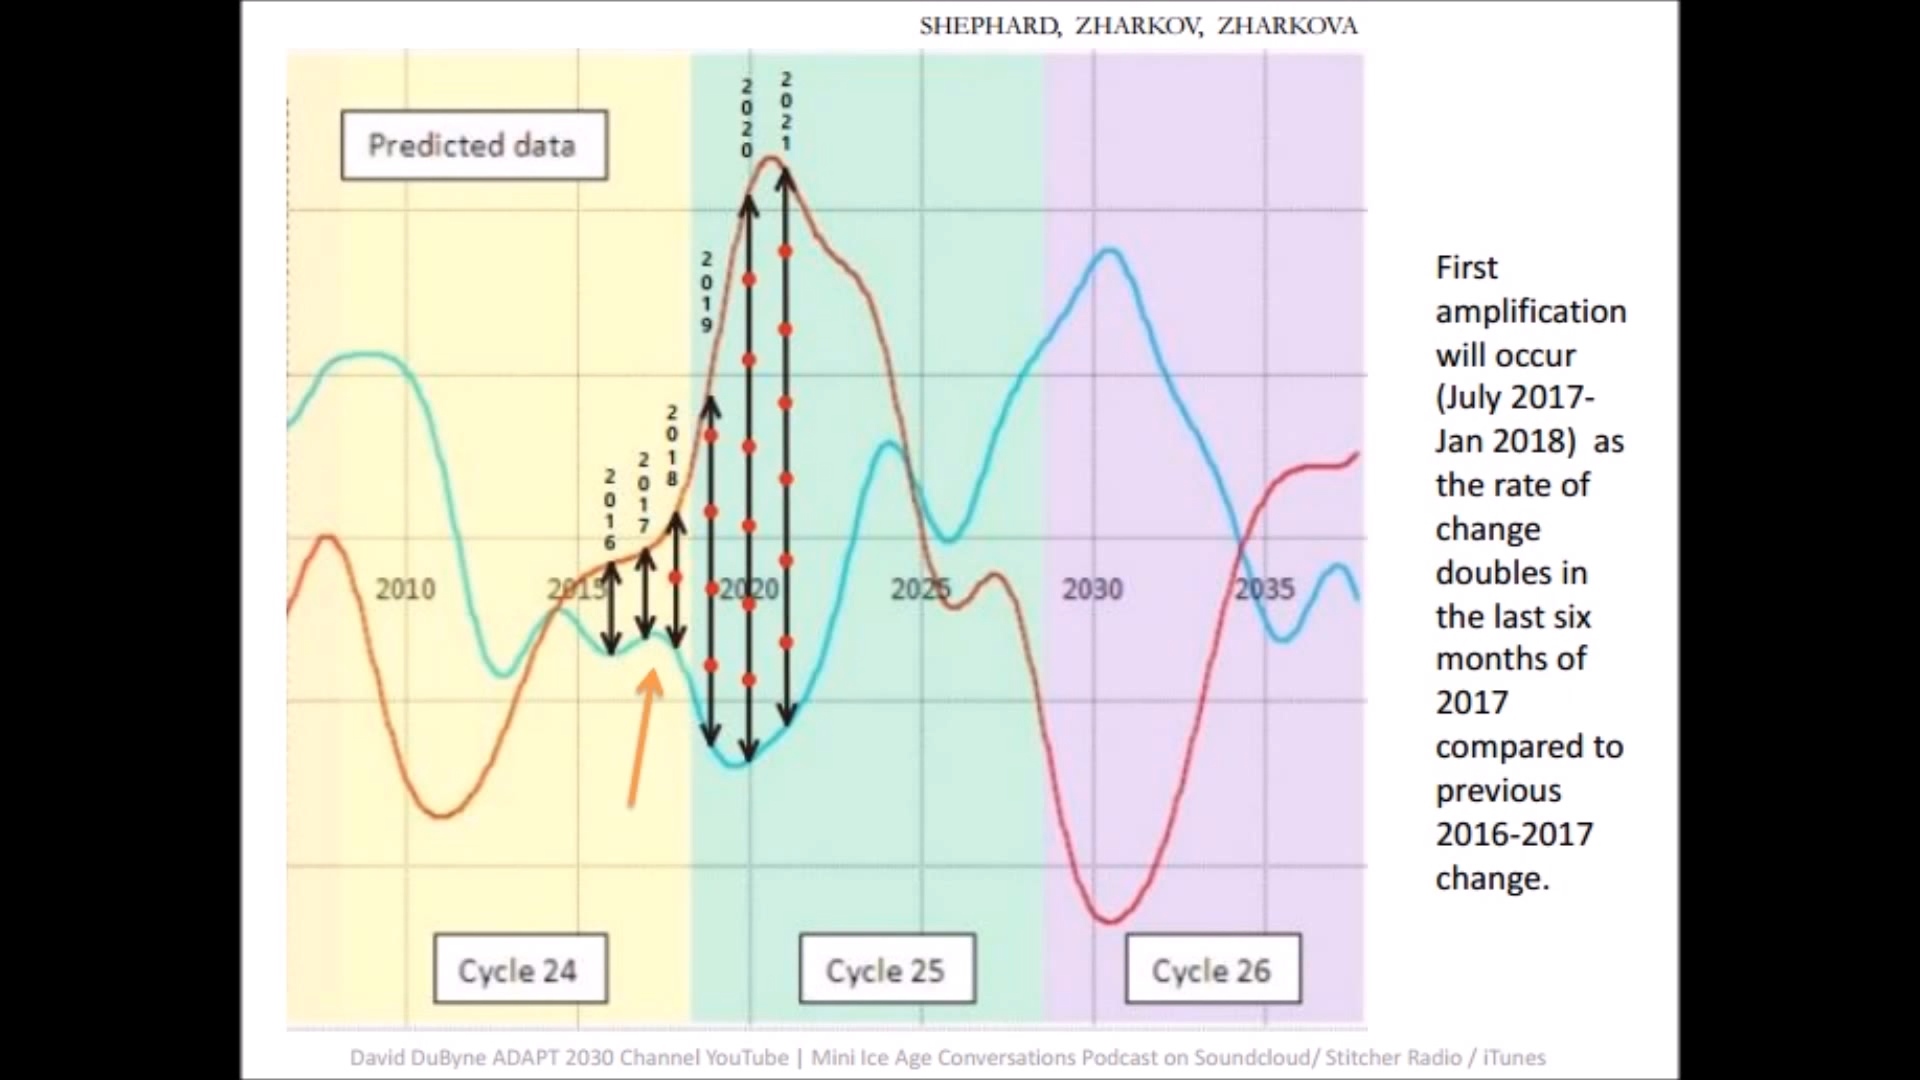 SHEPHARD, ZHARKOV, ZHARKOVA
Predicted data
2016
2017
2018
2019
2020
2021
2010
2015
2020
2025
2030
2035
Cycle 24
Cycle 25
Cycle 26
First
amplification
will occur
(July 2017-
Jan 2018) as
the rate of
change
doubles in
the last six
months of
2017
compared to
previous
2016-2017
change.
David DuByne ADAPT 2030 Channel YouTube | Mini Ice Age Conversations Podcast on Soundcloud/ Stitcher Radio / iTunes